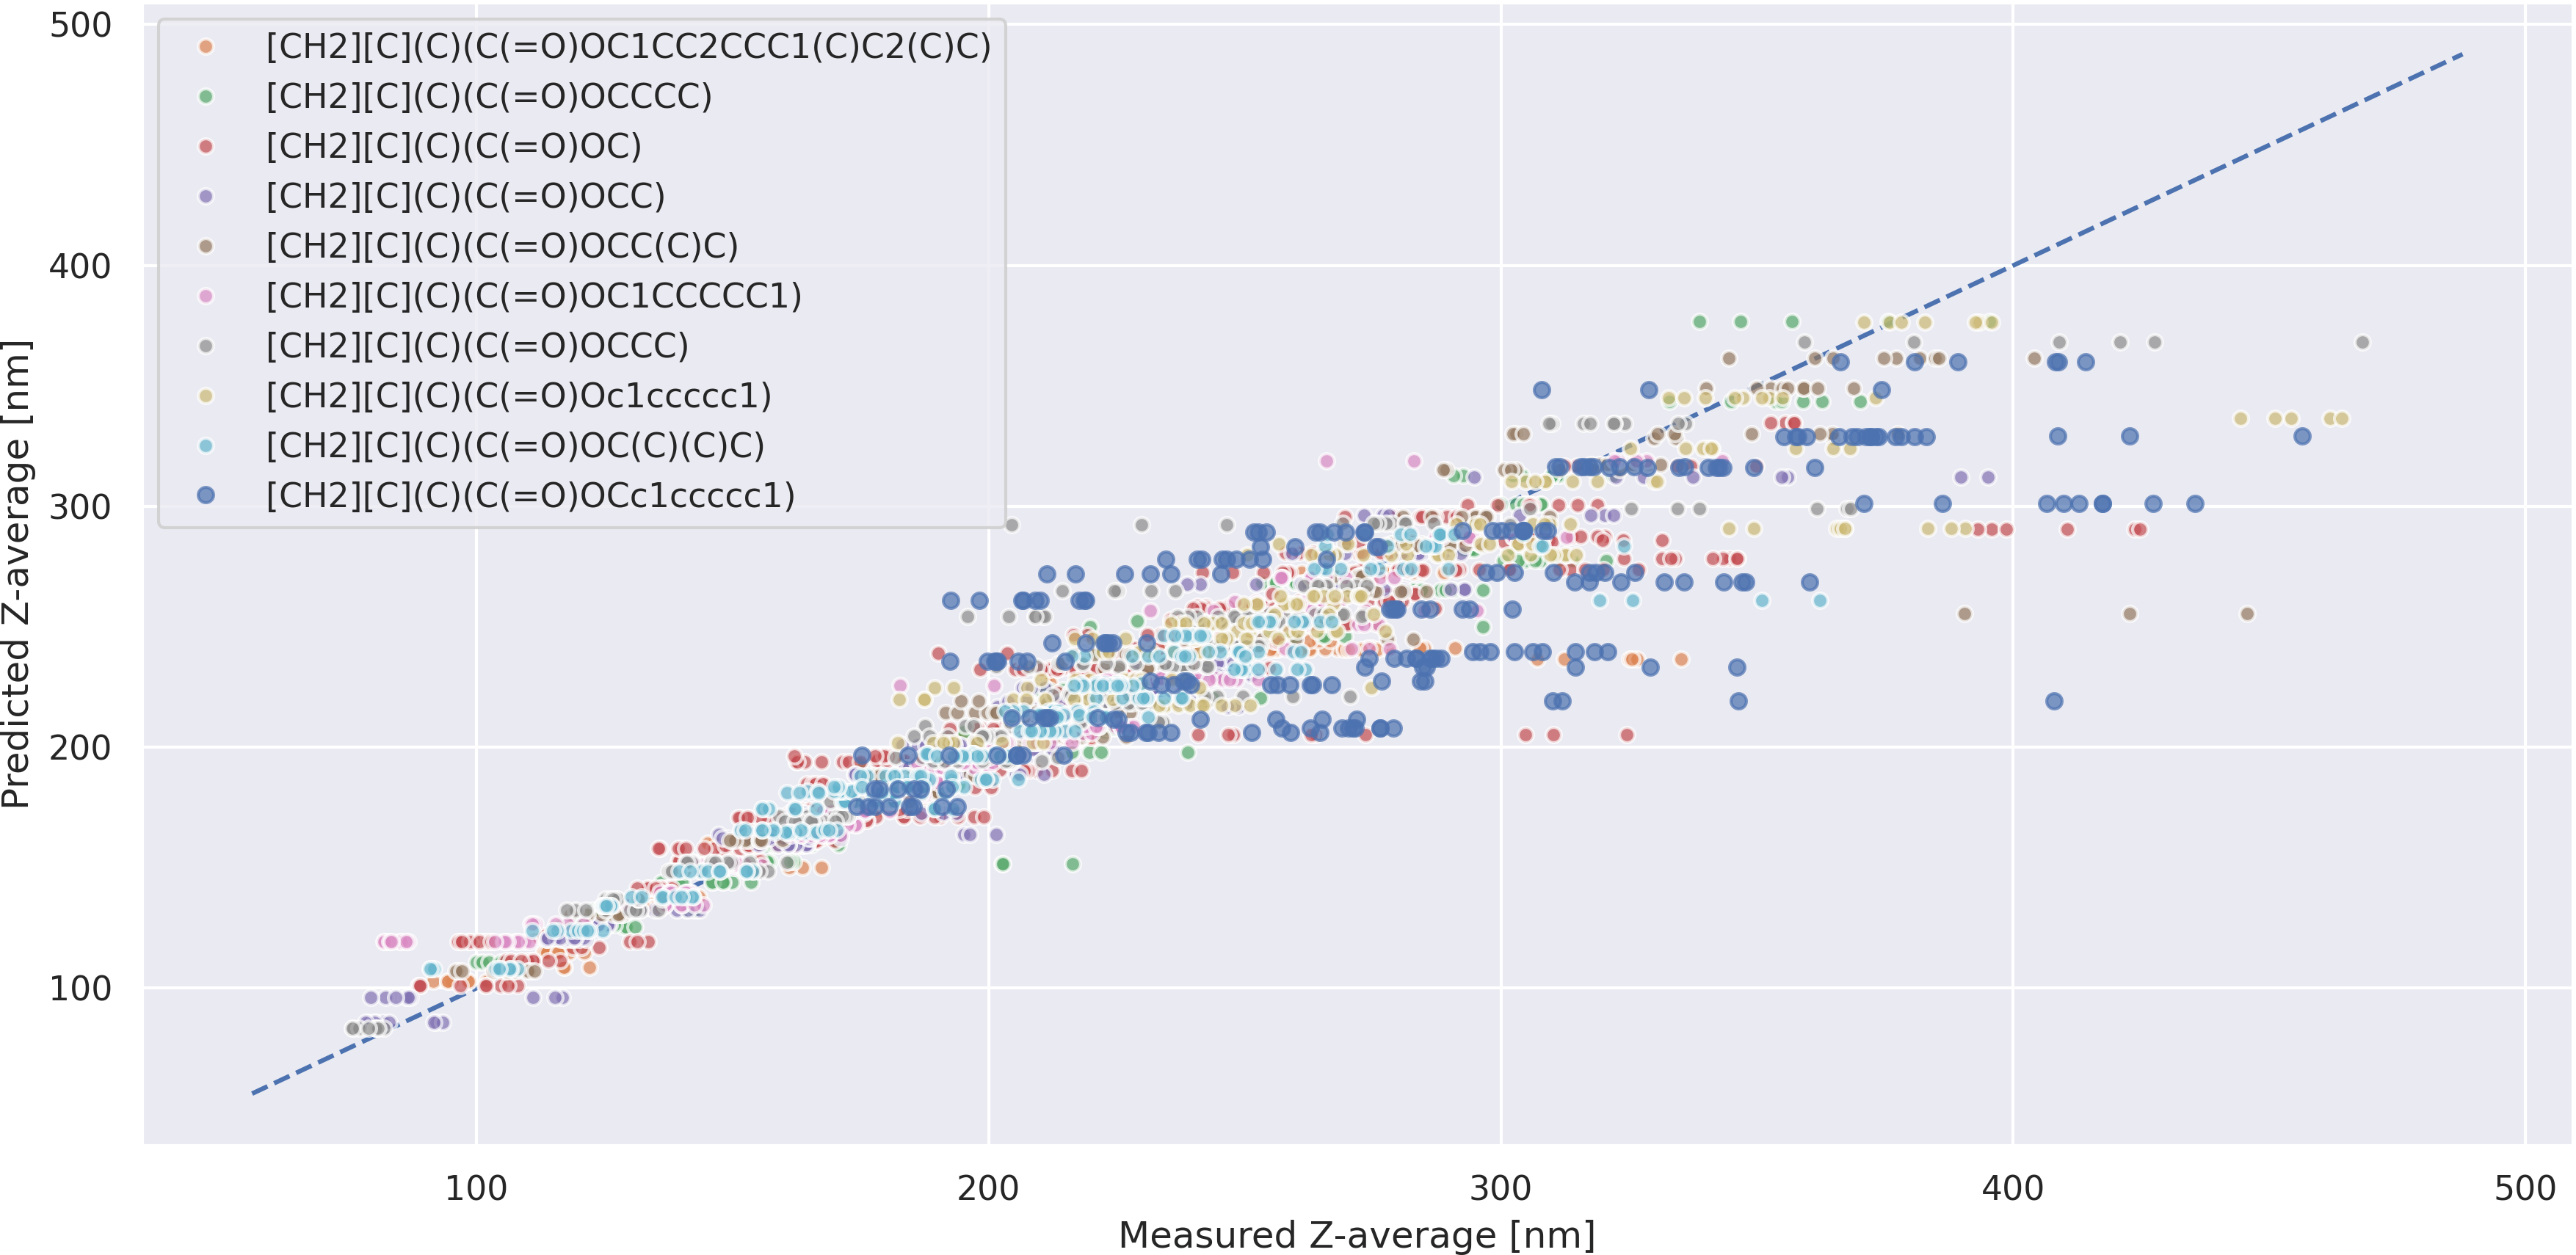 500
400
300
200
100
Predicted Z-average [nm]
[CH2][C](C)(C(=O)OC1CC2CCC1(C)C2(C)C)
[CH2][C](C)(C(=O)OCCCC)
[CH2][C](C)(C(=O)OC)
[CH2][C](C)(C(=O)OCC)
[CH2][C](C)(C(=O)OCC(C)C)
[CH2][C](C)(C(=O)OC1CCCCC1)
[CH2][C](C)(C(=O)OCCC)
[CH2][C](C)(C(=O)Oc1ccccc1)
[CH2][C](C)(C(=O)OC(C)(C)C)
[CH2][C](C)(C(=O)OCc1ccccc1)
100 200 300 400 500
Measured Z-average [nm]